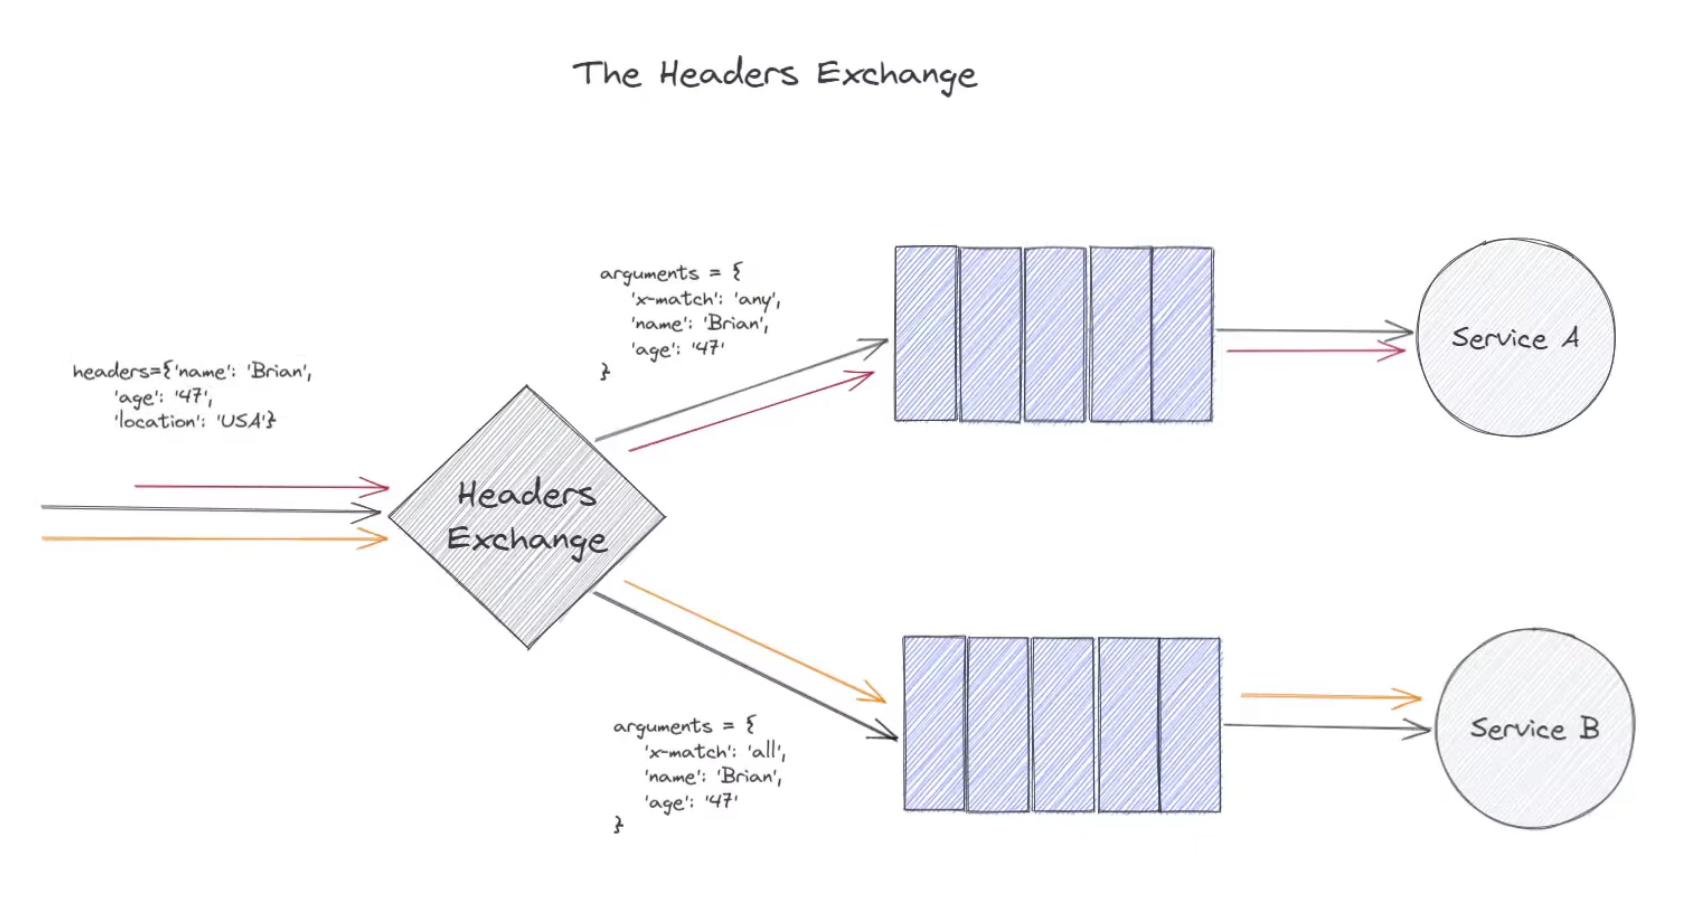 The Headers Exchange
headers={'name': 'Brian',
'age': '47',
'location': 'USA'}
Headers
Exchange
arguments = {
'x-match': 'any',
'name': 'Brian',
'age': '47'
}
Service A
arguments = {
'x-match': 'all',
'name': 'Brian',
'age': '47'
}
Service B